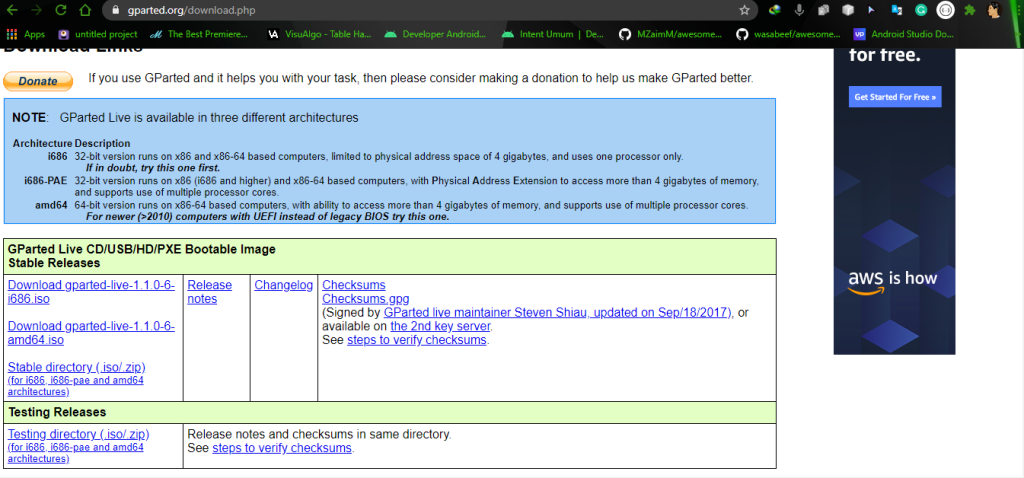 gparted.org/download.php
Apps untitled project The Best Premiere... VisuAlgo - Table Ha... Developer Android... Intent Umum | De... MZaimM/awesome... wasabeef/awesome... Android Studio Do...
Download Links
Donate If you use GParted and it helps you with your task, then please consider making a donation to help us make GParted better.
NOTE: GParted Live is available in three different architectures
Architecture Description
i686 32-bit version runs on x86 and x86-64 based computers, limited to physical address space of 4 gigabytes, and uses one processor only.
If in doubt, try this one first.
i686-PAE 32-bit version runs on x86 (i686 and higher) and x86-64 based computers, with Physical Address Extension to access more than 4 gigabytes of memory,
and supports use of multiple processor cores.
amd64 64-bit version runs on x86-64 based computers, with ability to access more than 4 gigabytes of memory, and supports use of multiple processor cores.
For newer (>2010) computers with UEFI instead of legacy BIOS try this one.
GParted Live CD/USB/HD/PXE Bootable Image
Stable Releases
Download gparted-live-1.1.0-6-
i686.iso
Download gparted-live-1.1.0-6-
amd64.iso
Stable directory (.iso/.zip)
(for i686, i686-pae and amd64
architectures)
Release
notes
Changelog
Checksums
Checksums.gpg
(Signed by GParted live maintainer Steven Shiau, updated on Sep/18/2017), or
available on the 2nd key server.
See steps to verify checksums.
Testing Releases
Testing directory (.iso/.zip)
(for i686, i686-pae and amd64
architectures)
Release notes and checksums in same directory.
See steps to verify checksums.
for free.
Get Started For Free »
aws is how